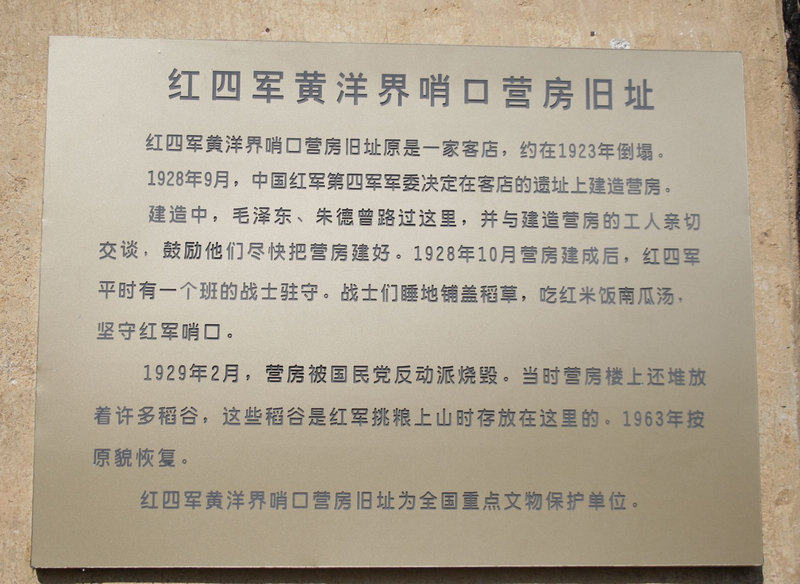 红四军黄洋界哨口营房旧址
红四军黄洋界哨口营房旧址原是一家客店，约在1923年倒塌。
1928年9月，中国红军第四军军委决定在客店的遗址上建造营房。
建造中，毛泽东、朱德曾路过这里，并与建造营房的工人亲切
交谈，鼓励他们尽快把营房建好。1928年10月营房建成后，红四军
平时有一个班的战士驻守。战士们睡地铺盖稻草，吃红米饭南瓜汤，
坚守红军哨口。
1929年2月，营房被国民党反动派烧毁。当时营房楼上还堆放
着许多稻谷，这些稻谷是红军挑粮上山时存放在这里的。1963年按
原貌恢复。
红四军黄洋界哨口营房旧址为全国重点文物保护单位。